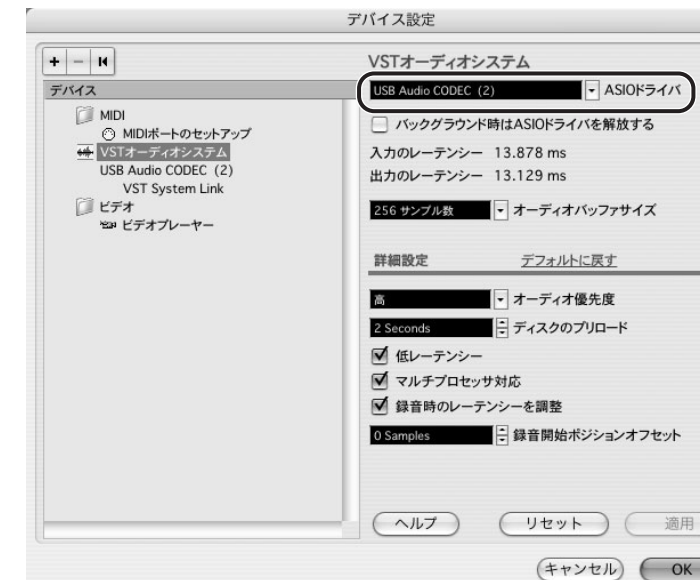 デバイス設定
+ − I◀
デバイス
MIDI
MIDIポートのセットアップ
VSTオーディオシステム
USB Audio CODEC (2)
VST System Link
ビデオ
ビデオプレーヤー
VSTオーディオシステム
USB Audio CODEC (2) ASIOドライバ
バックグラウンド時はASIOドライバを解放する
入力のレーテンシー 13.878 ms
出力のレーテンシー 13.129 ms
256 サンプル数 オーディオバッファサイズ
詳細設定 デフォルトに戻す
高 オーディオ優先度
2 Seconds ディスクのプリロード
低レーテンシー
マルチプロセッサ対応
録音時のレーテンシーを調整
0 Samples 録音開始ポジションオフセット
ヘルプ リセット 適用
キャンセル OK